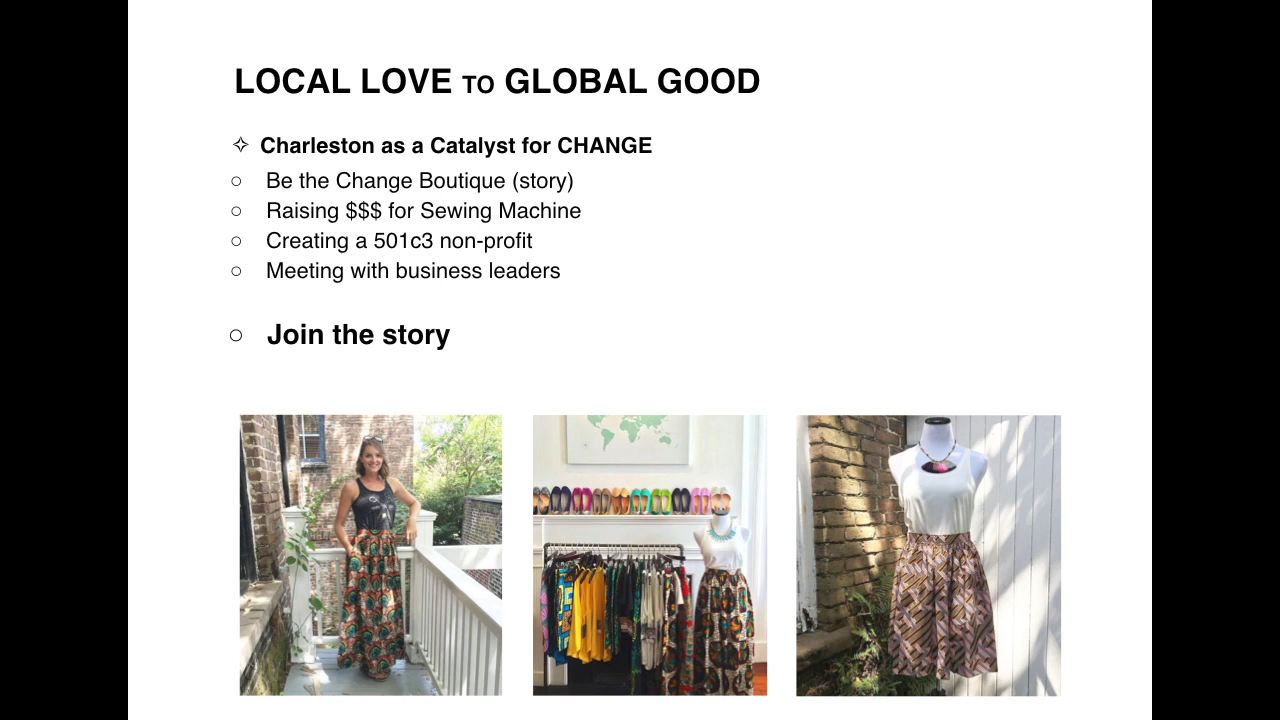 LOCAL LOVE TO GLOBAL GOOD
✧ Charleston as a Catalyst for CHANGE
○ Be the Change Boutique (story)
○ Raising $$$ for Sewing Machine
○ Creating a 501c3 non-profit
○ Meeting with business leaders
○ Join the story